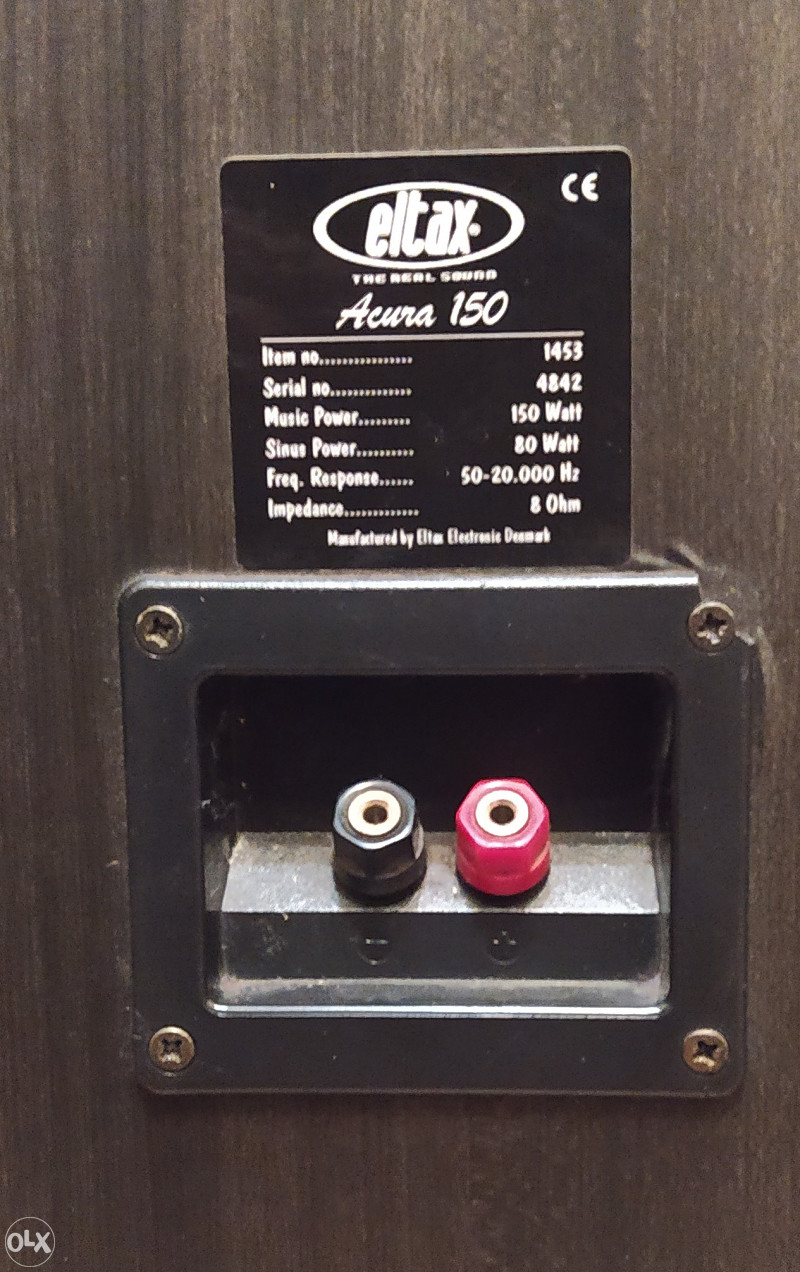 CE
eltax
THE REAL SOUND
Acura 150
Item no................ 1453
Serial no.............. 4842
Music Power......... 150 Watt
Sinus Power.......... 80 Watt
Freq. Response...... 50-20.000 Hz
Impedance............. 8 Ohm
Manufactured by Eltax Electronic Denmark
- +
OLX